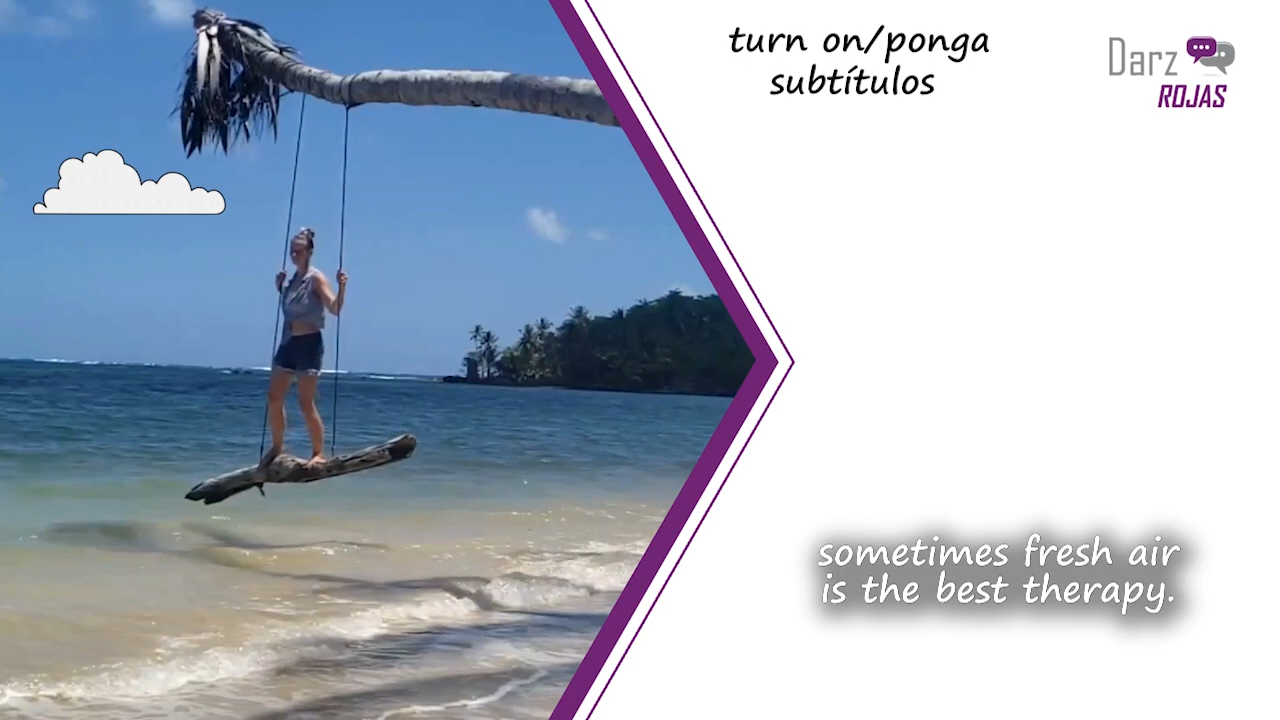 turn on/ponga
subtítulos
Darz
ROJAS
sometimes fresh air
is the best therapy.